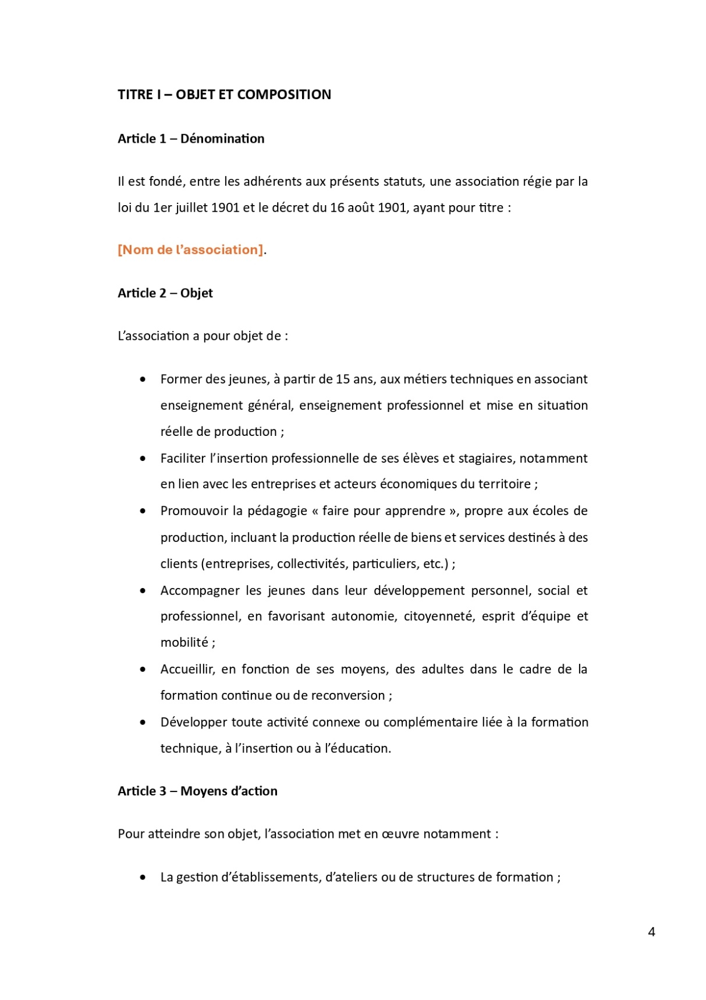 TITRE I – OBJET ET COMPOSITION
Article 1 – Dénomination
Il est fondé, entre les adhérents aux présents statuts, une association régie par la
loi du 1er juillet 1901 et le décret du 16 août 1901, ayant pour titre :
[Nom de l’association].
Article 2 – Objet
L’association a pour objet de :
• Former des jeunes, à partir de 15 ans, aux métiers techniques en associant
enseignement général, enseignement professionnel et mise en situation
réelle de production ;
• Faciliter l’insertion professionnelle de ses élèves et stagiaires, notamment
en lien avec les entreprises et acteurs économiques du territoire ;
• Promouvoir la pédagogie « faire pour apprendre », propre aux écoles de
production, incluant la production réelle de biens et services destinés à des
clients (entreprises, collectivités, particuliers, etc.) ;
• Accompagner les jeunes dans leur développement personnel, social et
professionnel, en favorisant autonomie, citoyenneté, esprit d’équipe et
mobilité ;
• Accueillir, en fonction de ses moyens, des adultes dans le cadre de la
formation continue ou de reconversion ;
• Développer toute activité connexe ou complémentaire liée à la formation
technique, à l’insertion ou à l’éducation.
Article 3 – Moyens d’action
Pour atteindre son objet, l’association met en œuvre notamment :
• La gestion d’établissements, d’ateliers ou de structures de formation ;
4